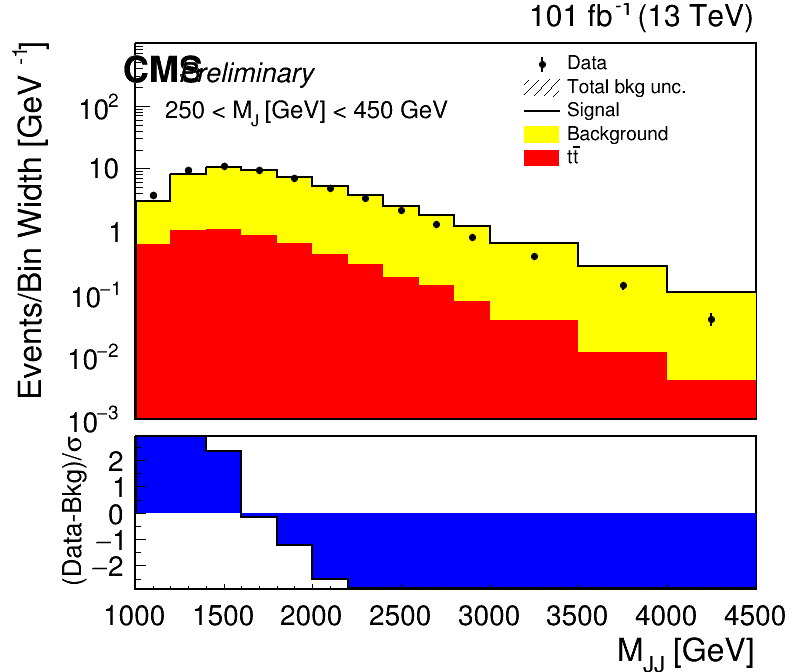 101 fb⁻¹ (13 TeV)
CMS Preliminary
250 < M_J [GeV] < 450 GeV
Data
Total bkg unc.
Signal
Background
tt̄
Events/Bin Width [GeV⁻¹]
10²
10
1
10⁻¹
10⁻²
10⁻³
(Data-Bkg)/σ
2
1
0
−1
−2
1000 1500 2000 2500 3000 3500 4000 4500
M_JJ [GeV]